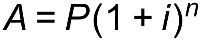 A = P(1 + i)ⁿ